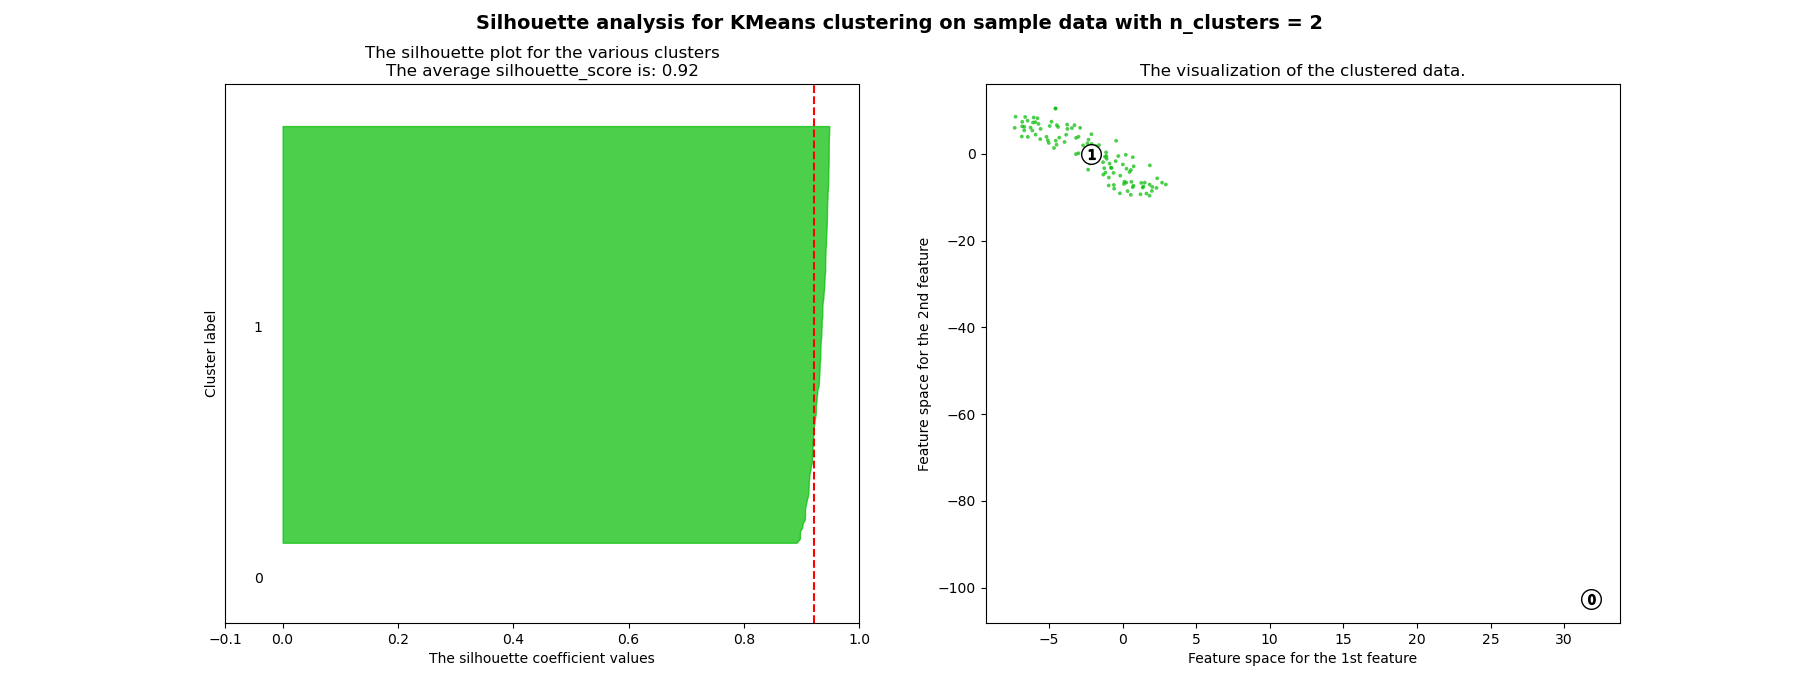 Silhouette analysis for KMeans clustering on sample data with n_clusters = 2
The silhouette plot for the various clusters
The average silhouette_score is: 0.92
Cluster label
1
0
−0.1 0.0 0.2 0.4 0.6 0.8 1.0
The silhouette coefficient values
The visualization of the clustered data.
Feature space for the 2nd feature
0
−20
−40
−60
−80
−100
1
0
−5 0 5 10 15 20 25 30
Feature space for the 1st feature